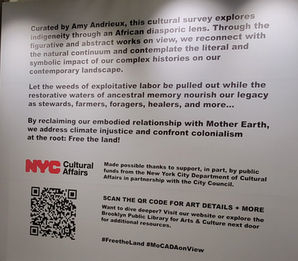 Curated by Amy Andrieux, this cultural survey explores
indigeneity through an African diasporic lens. Through the
figurative and abstract works on view, we reconnect with
the natural continuum and contemplate the literal and
symbolic impact of our complex histories on our
contemporary landscape.
Let the weeds of exploitative labor be pulled out while the
restorative waters of ancestral memory nourish our legacy
as stewards, farmers, foragers, healers, and more...
By reclaiming our embodied relationship with Mother Earth,
we address climate injustice and confront colonialism
at the root: Free the land!
NYC Cultural
Affairs
Made possible thanks to support, in part, by public
funds from the New York City Department of Cultural
Affairs in partnership with the City Council.
SCAN THE QR CODE FOR ART DETAILS + MORE
Want to dive deeper? Visit our website or explore the
Brooklyn Public Library for Arts & Culture next door
for additional resources.
#FreetheLand #MoCADAonView